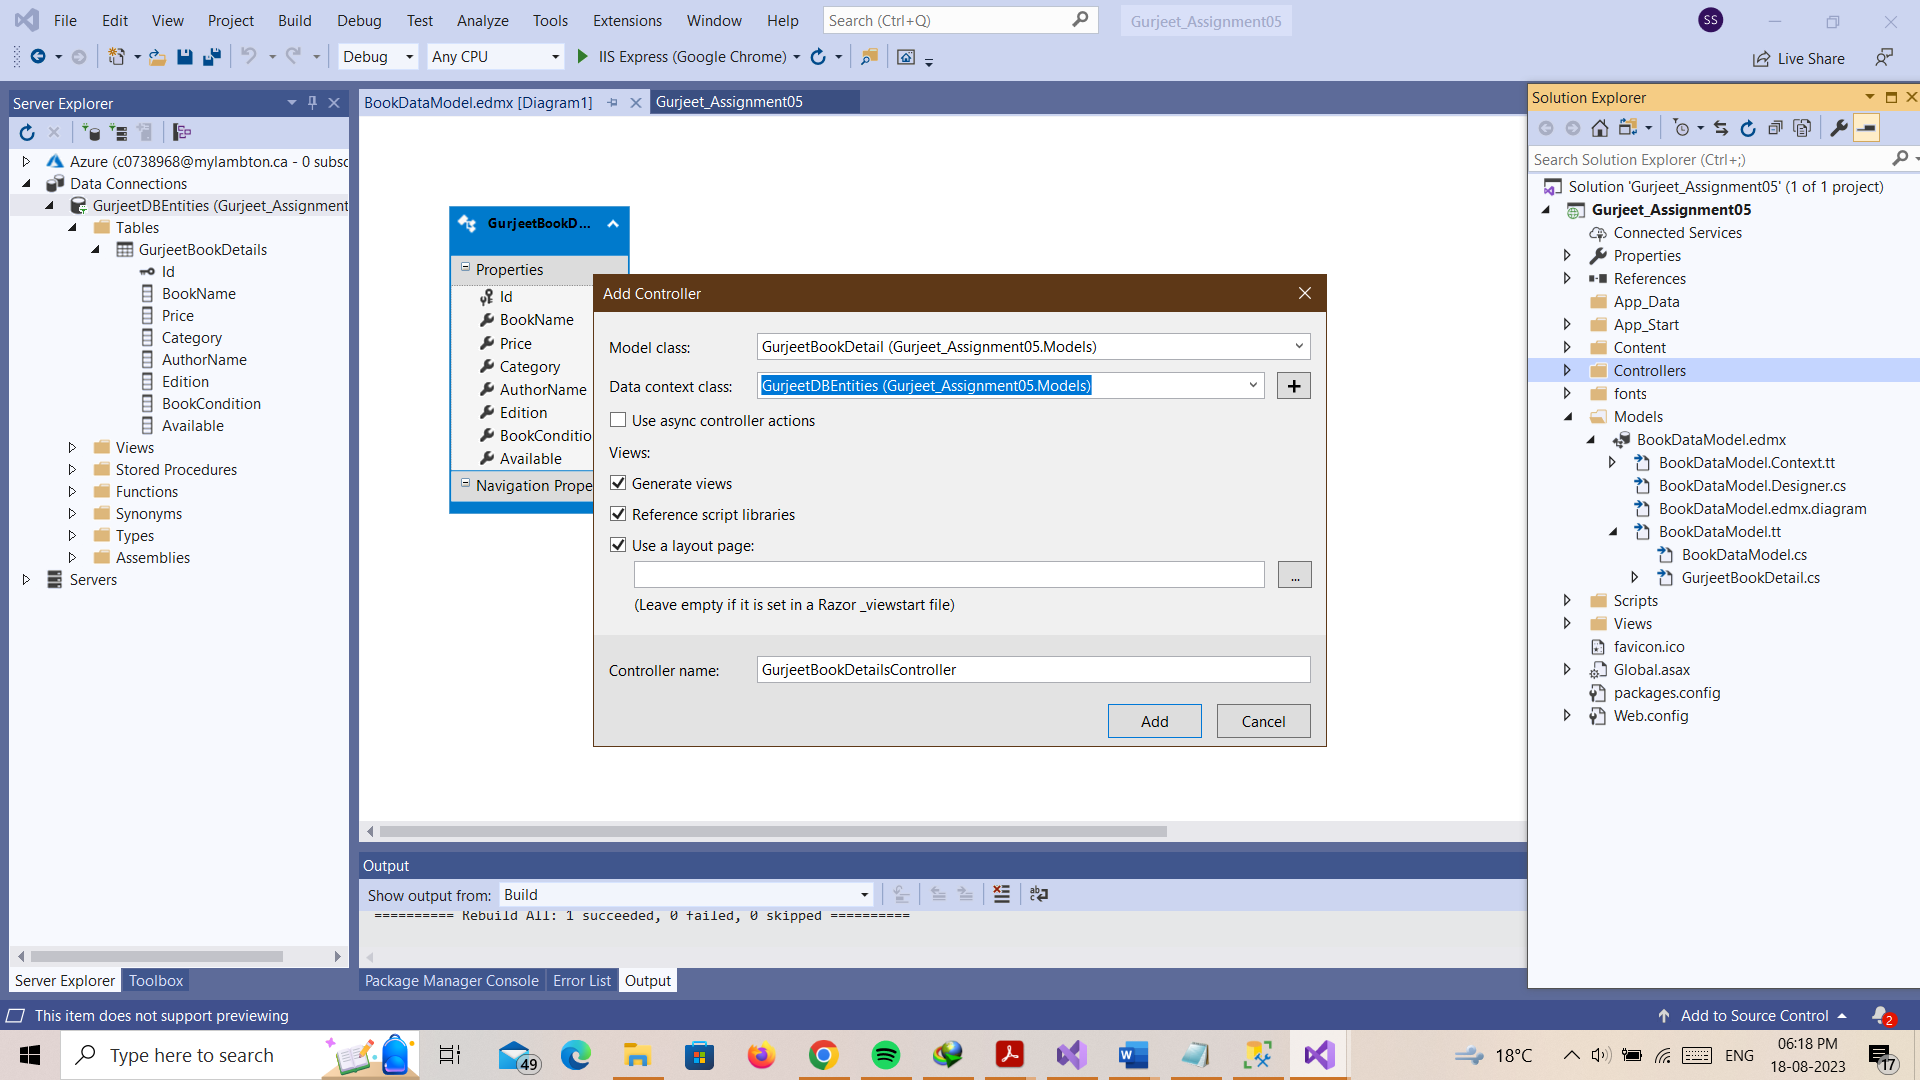 File Edit View Project Build Debug Test Analyze Tools Extensions Window Help Search (Ctrl+Q) Gurjeet_Assignment05 SS
Debug Any CPU IIS Express (Google Chrome) Live Share
Server Explorer
Azure (c0738968@mylambton.ca - 0 subsc
Data Connections
GurjeetDBEntities (Gurjeet_Assignment
Tables
GurjeetBookDetails
Id
BookName
Price
Category
AuthorName
Edition
BookCondition
Available
Views
Stored Procedures
Functions
Synonyms
Types
Assemblies
Servers
Server Explorer Toolbox
BookDataModel.edmx [Diagram1] Gurjeet_Assignment05
GurjeetBookD...
Properties
Id
BookName
Price
Category
AuthorName
Edition
BookConditio
Available
Navigation Prope
Add Controller
Model class: GurjeetBookDetail (Gurjeet_Assignment05.Models)
Data context class: GurjeetDBEntities (Gurjeet_Assignment05.Models)
Use async controller actions
Views:
Generate views
Reference script libraries
Use a layout page:
...
(Leave empty if it is set in a Razor _viewstart file)
Controller name: GurjeetBookDetailsController
Add Cancel
Output
Show output from: Build
========== Rebuild All: 1 succeeded, 0 failed, 0 skipped ==========
Package Manager Console Error List Output
Solution Explorer
Search Solution Explorer (Ctrl+;)
Solution 'Gurjeet_Assignment05' (1 of 1 project)
Gurjeet_Assignment05
Connected Services
Properties
References
App_Data
App_Start
Content
Controllers
fonts
Models
BookDataModel.edmx
BookDataModel.Context.tt
BookDataModel.Designer.cs
BookDataModel.edmx.diagram
BookDataModel.tt
BookDataModel.cs
GurjeetBookDetail.cs
Scripts
Views
favicon.ico
Global.asax
packages.config
Web.config
This item does not support previewing Add to Source Control 2
Type here to search 49 18°C ENG 06:18 PM
18-08-2023 17